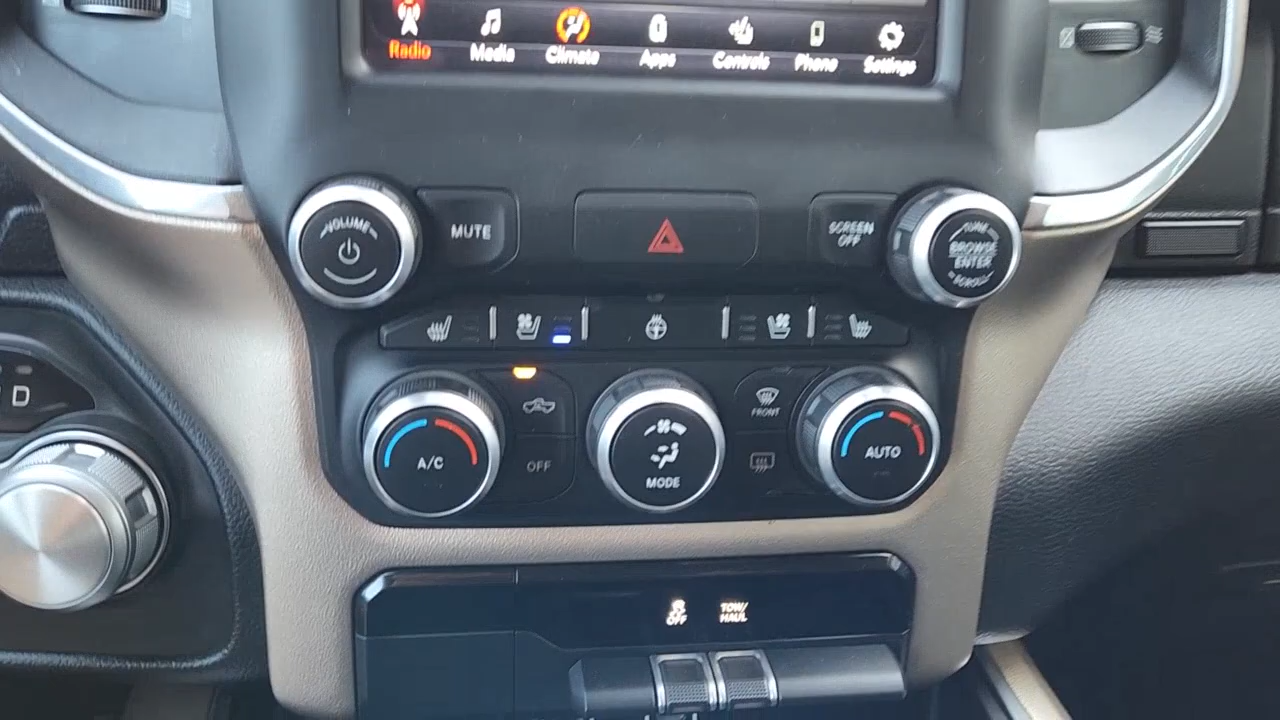 Radio
Media
Climate
Apps
Controls
Phone
Settings
VOLUME
MUTE
SCREEN
OFF
TUNE
BROWSE
ENTER
SCROLL
D
A/C
OFF
MODE
FRONT
AUTO
OFF
TOW/
HAUL